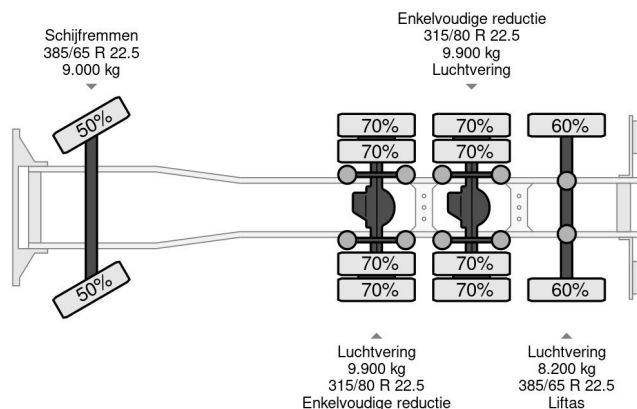 Schijfremmen
385/65 R 22.5
9.000 kg
Enkelvoudige reductie
315/80 R 22.5
9.900 kg
Luchtvering
50%
70%
70%
60%
70%
70%
70%
70%
50%
70%
70%
60%
Luchtvering
9.900 kg
315/80 R 22.5
Enkelvoudige reductie
Luchtvering
8.200 kg
385/65 R 22.5
Liftas